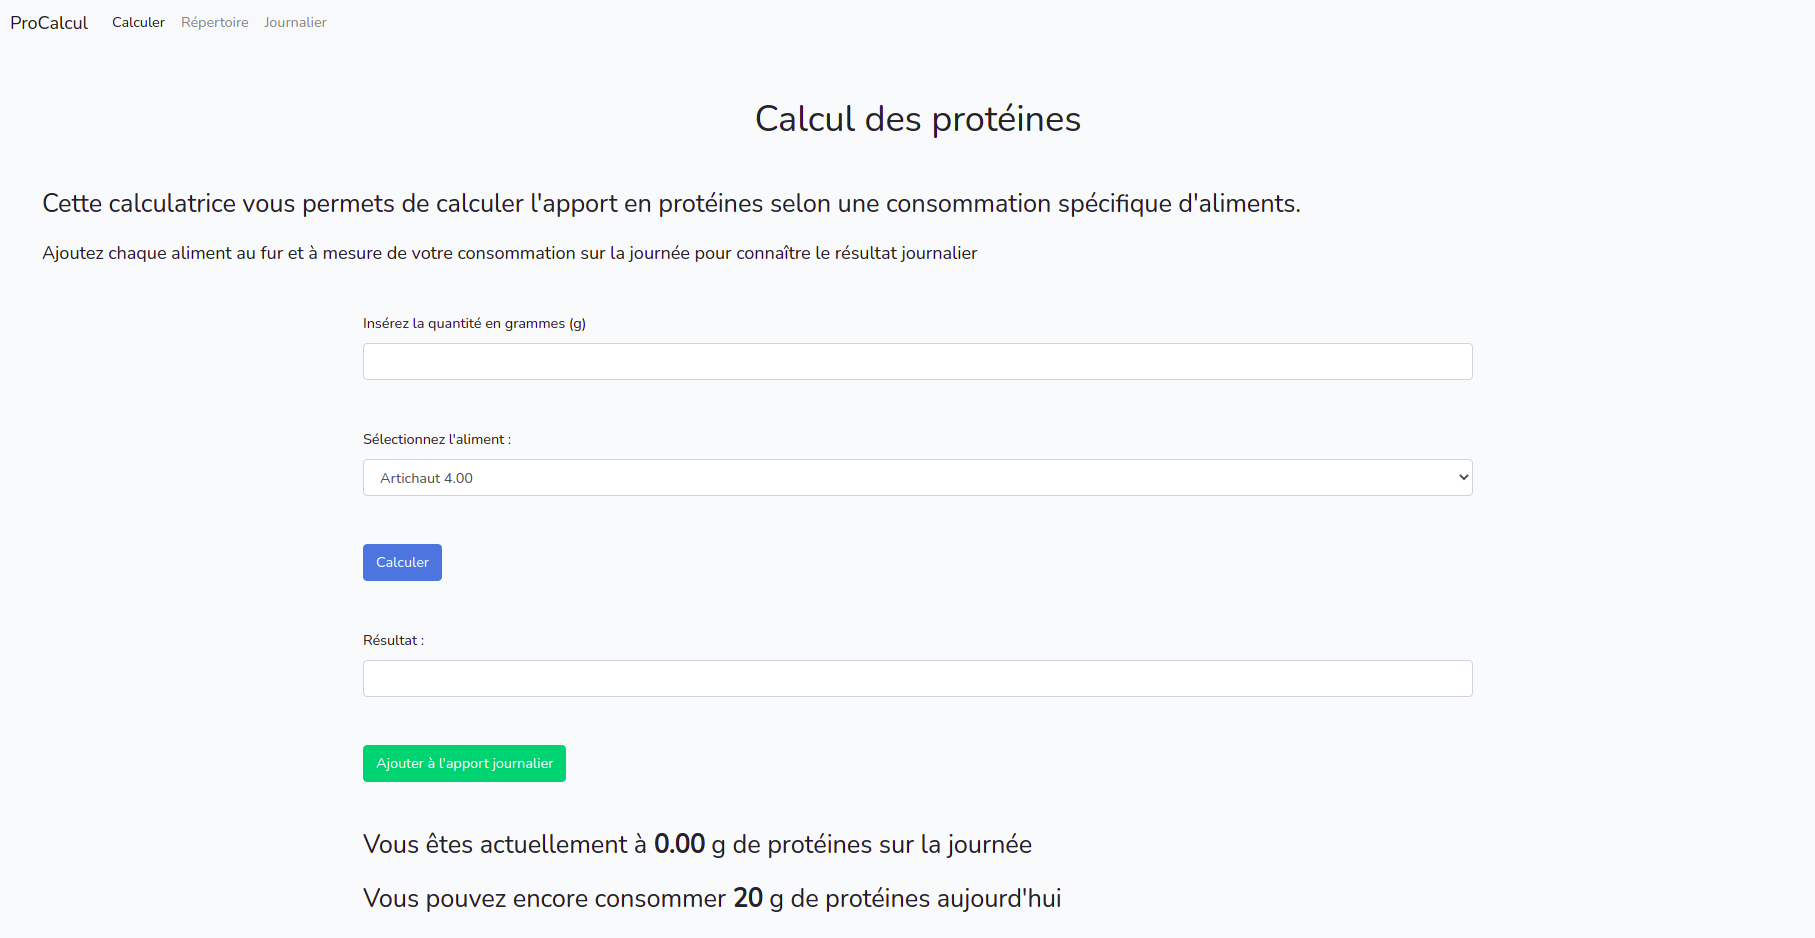 ProCalcul Calculer Répertoire Journalier
Calcul des protéines
Cette calculatrice vous permets de calculer l'apport en protéines selon une consommation spécifique d'aliments.
Ajoutez chaque aliment au fur et à mesure de votre consommation sur la journée pour connaître le résultat journalier
Insérez la quantité en grammes (g)
Sélectionnez l'aliment :
Artichaut 4.00
Calculer
Résultat :
Ajouter à l'apport journalier
Vous êtes actuellement à 0.00 g de protéines sur la journée
Vous pouvez encore consommer 20 g de protéines aujourd'hui